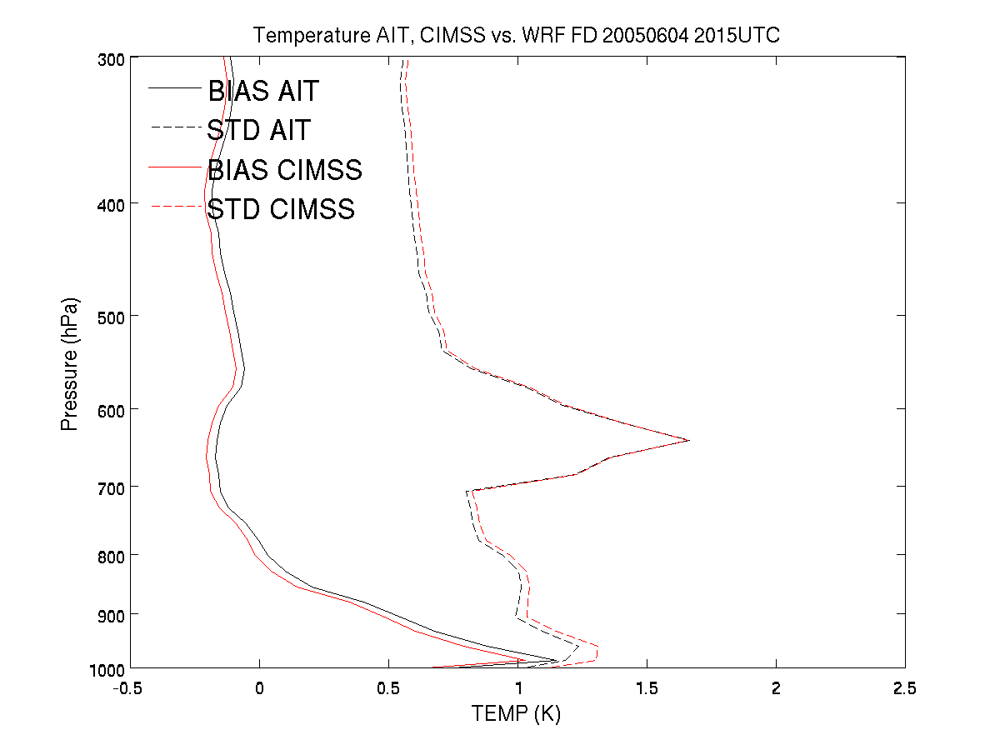 Temperature AIT, CIMSS vs. WRF FD 20050604 2015UTC
300
BIAS AIT
STD AIT
BIAS CIMSS
STD CIMSS
400
500
Pressure (hPa)
600
700
800
900
1000
-0.5 0 0.5 1 1.5 2 2.5
TEMP (K)